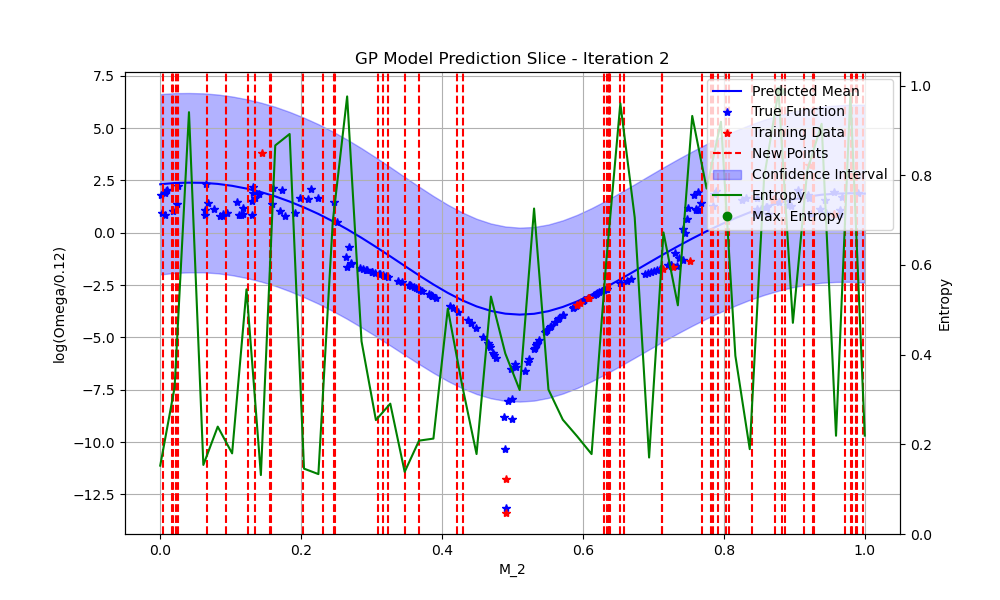 GP Model Prediction Slice - Iteration 2
7.5
5.0
2.5
0.0
−2.5
−5.0
−7.5
−10.0
−12.5
log(Omega/0.12)
0.0
0.2
0.4
0.6
0.8
1.0
M_2
1.0
0.8
0.6
0.4
0.2
0.0
Entropy
Predicted Mean
True Function
Training Data
New Points
Confidence Interval
Entropy
Max. Entropy